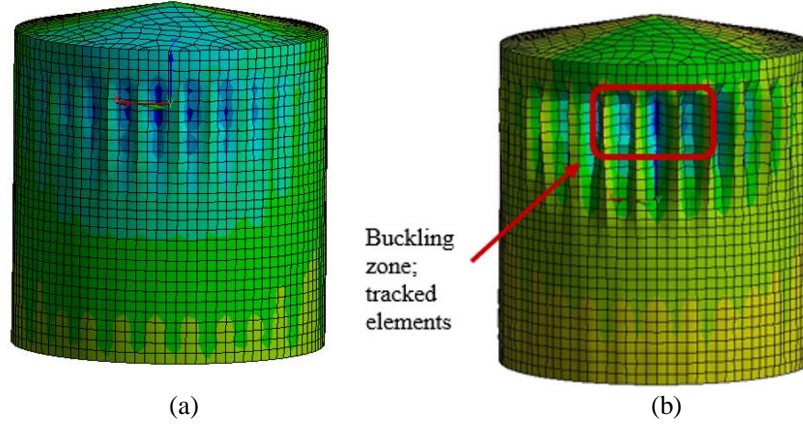 Buckling
zone;
tracked
elements
(a)
(b)